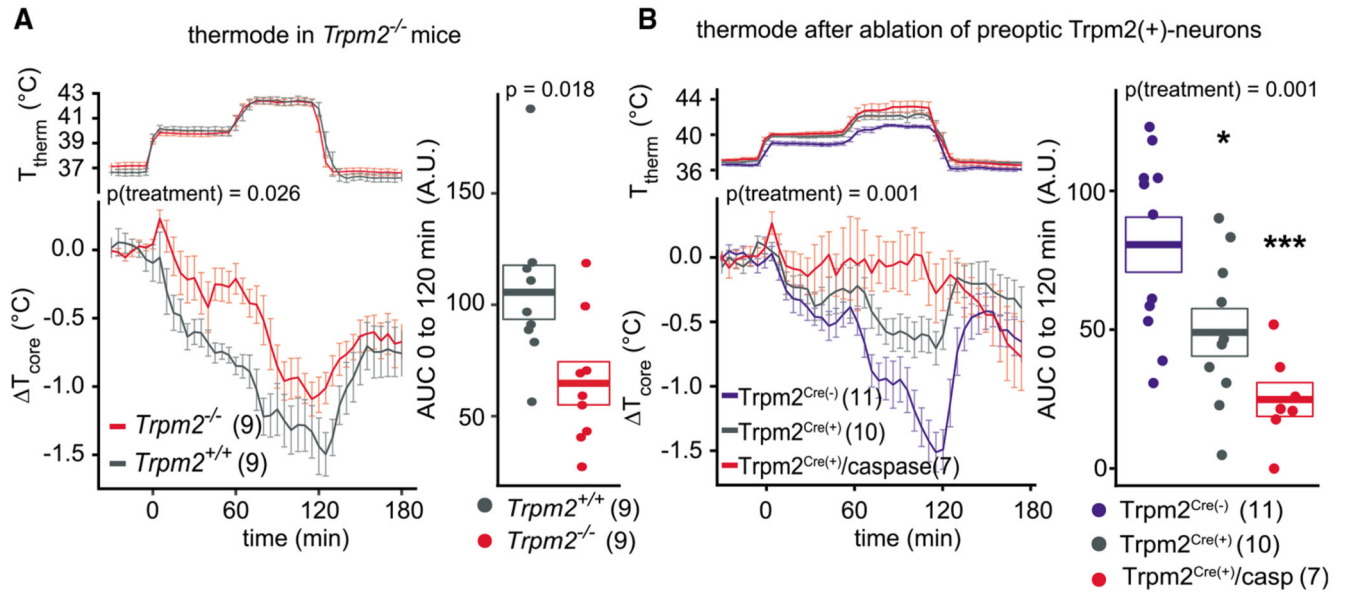 A
thermode in Trpm2-/- mice
Ttherm (°C)
43
41
39
37
p(treatment) = 0.026
ΔTcore (°C)
0.0
-0.5
-1.0
-1.5
Trpm2-/- (9)
Trpm2+/+ (9)
0
60
120
180
time (min)
p = 0.018
AUC 0 to 120 min (A.U.)
150
100
50
Trpm2+/+ (9)
Trpm2-/- (9)
B
thermode after ablation of preoptic Trpm2(+)-neurons
Ttherm (°C)
44
40
36
p(treatment) = 0.001
ΔTcore (°C)
0.0
-0.5
-1.0
-1.5
Trpm2Cre(-) (11)
Trpm2Cre(+) (10)
Trpm2Cre(+)/caspase(7)
0
60
120
180
time (min)
p(treatment) = 0.001
AUC 0 to 120 min (A.U.)
100
50
0
*
***
Trpm2Cre(-) (11)
Trpm2Cre(+) (10)
Trpm2Cre(+)/casp (7)